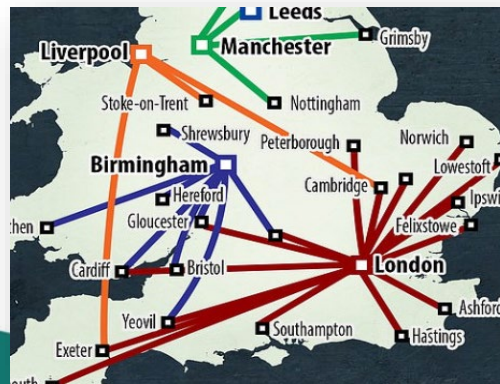 Leeds
Liverpool
Manchester
Grimsby
Stoke-on-Trent
Nottingham
Shrewsbury
Peterborough
Norwich
Birmingham
Lowestoft
Cambridge
Hereford
Gloucester
Felixstowe
Cardiff
Bristol
London
Yeovil
Southampton
Hastings
Exeter